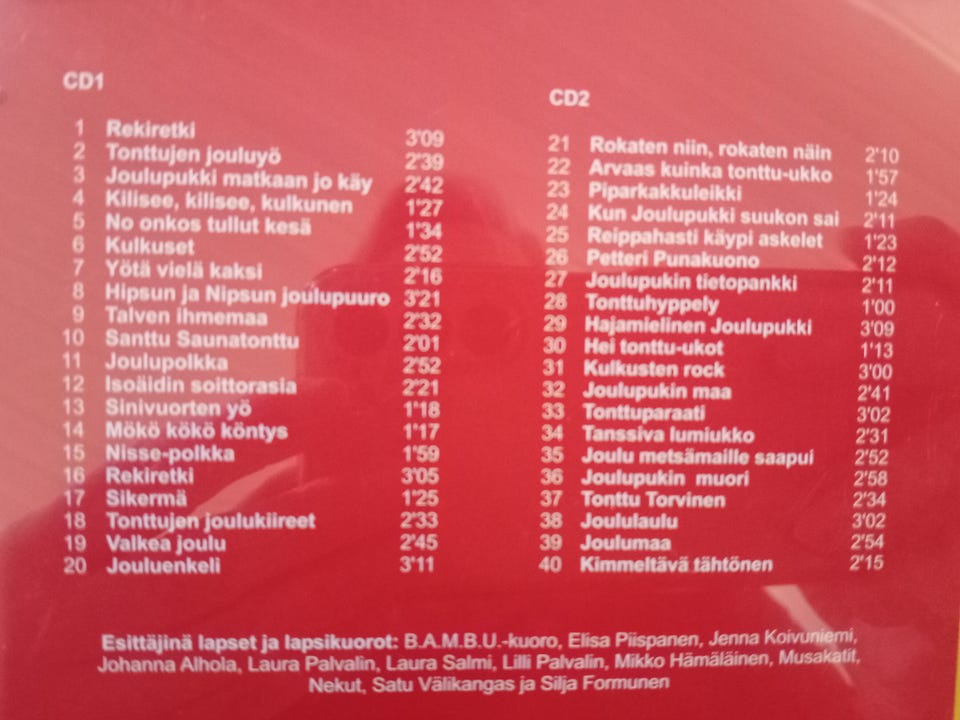 CD1
1 Rekiretki 3'09
2 Tonttujen jouluyö 2'39
3 Joulupukki matkaan jo käy 2'42
4 Kilisee, kilisee, kulkunen 1'27
5 No onkos tullut kesä 1'34
6 Kulkuset 2'52
7 Yötä vielä kaksi 2'16
8 Hipsun ja Nipsun joulupuuro 3'21
9 Talven ihmemaa 2'32
10 Santtu Saunatonttu 2'01
11 Joulupolkka 2'52
12 Isoäidin soittorasia 2'21
13 Sinivuorten yö 1'18
14 Mökö kökö köntys 1'17
15 Nisse-polkka 1'59
16 Rekiretki 3'05
17 Sikermä 1'25
18 Tonttujen joulukiireet 2'33
19 Valkea joulu 2'45
20 Jouluenkeli 3'11
CD2
21 Rokaten niin, rokaten näin 2'10
22 Arvaas kuinka tonttu-ukko 1'57
23 Piparkakkuleikki 1'24
24 Kun Joulupukki suukon sai 2'11
25 Reippahasti käypi askelet 1'23
26 Petteri Punakuono 2'12
27 Joulupukin tietopankki 2'11
28 Tonttuhyppely 1'00
29 Hajamielinen Joulupukki 3'09
30 Hei tonttu-ukot 1'13
31 Kulkusten rock 3'00
32 Joulupukin maa 2'41
33 Tonttuparaati 3'02
34 Tanssiva lumiukko 2'31
35 Joulu metsämaille saapui 2'52
36 Joulupukin muori 2'58
37 Tonttu Torvinen 2'34
38 Joululaulu 3'02
39 Joulumaa 2'54
40 Kimmeltävä tähtönen 2'15
Esittäjinä lapset ja lapsikuorot: B.A.M.B.U.-kuoro, Elisa Piispanen, Jenna Koivuniemi,
Johanna Alhola, Laura Palvalin, Laura Salmi, Lilli Palvalin, Mikko Hämäläinen, Musakatit,
Nekut, Satu Välikangas ja Silja Formunen